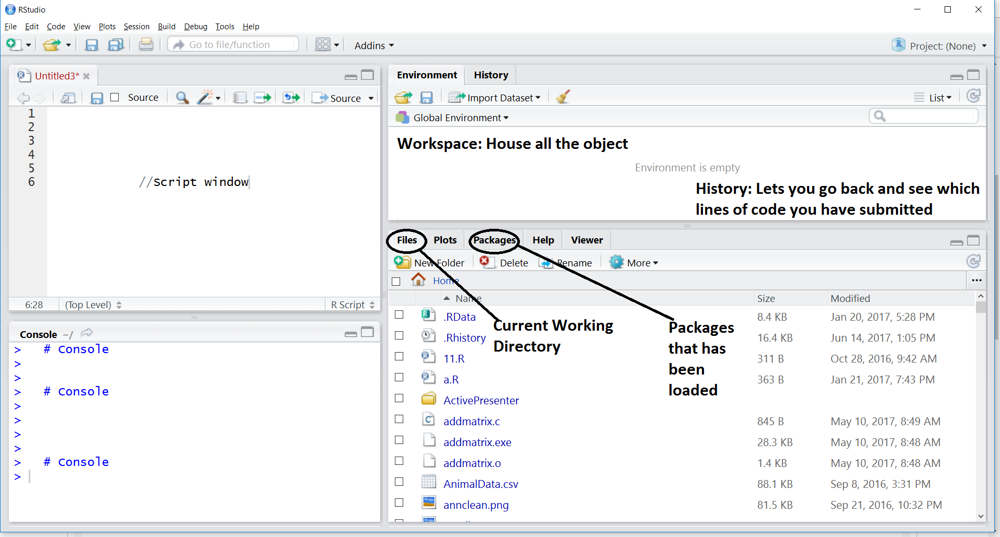 RStudio
File Edit Code View Plots Session Build Debug Tools Help
Go to file/function Addins Project: (None)
Untitled3*
Source Source
1
2
3
4
5
6 //Script window
6:28 (Top Level) R Script
Console ~/
> # Console
>
>
> # Console
>
>
>
>
> # Console
>
Environment History
Import Dataset List
Global Environment
Workspace: House all the object
Environment is empty
History: Lets you go back and see which
lines of code you have submitted
Files Plots Packages Help Viewer
New Folder Delete Rename More
Home ...
Name Size Modified
.RData 8.4 KB Jan 20, 2017, 5:28 PM
.Rhistory 16.4 KB Jun 14, 2017, 1:05 PM
11.R 311 B Oct 28, 2016, 9:42 AM
a.R 363 B Jan 21, 2017, 7:43 PM
ActivePresenter
addmatrix.c 845 B May 10, 2017, 8:49 AM
addmatrix.exe 28.3 KB May 10, 2017, 8:48 AM
addmatrix.o 1.4 KB May 10, 2017, 8:48 AM
AnimalData.csv 88.1 KB Sep 8, 2016, 3:31 PM
annclean.png 81.5 KB Sep 21, 2016, 10:32 PM
Current Working
Directory
Packages
that has
been
loaded